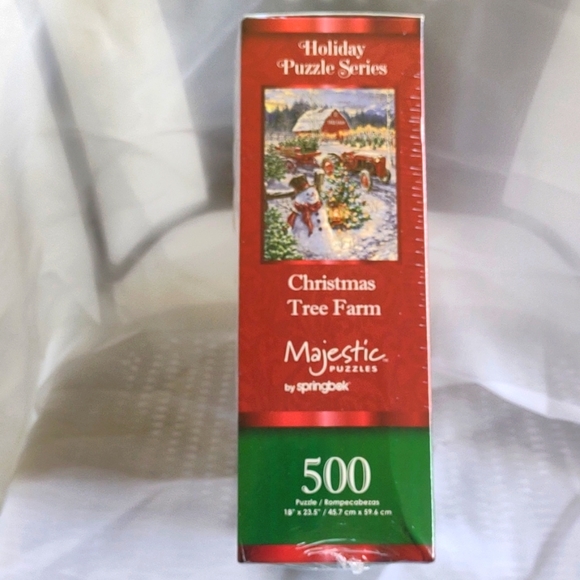 Holiday
Puzzle Series
Christmas
Tree Farm
Majestic™
PUZZLES
by springbok®
500
Puzzle / Rompecabezas
18" x 23.5" / 45.7 cm x 59.6 cm